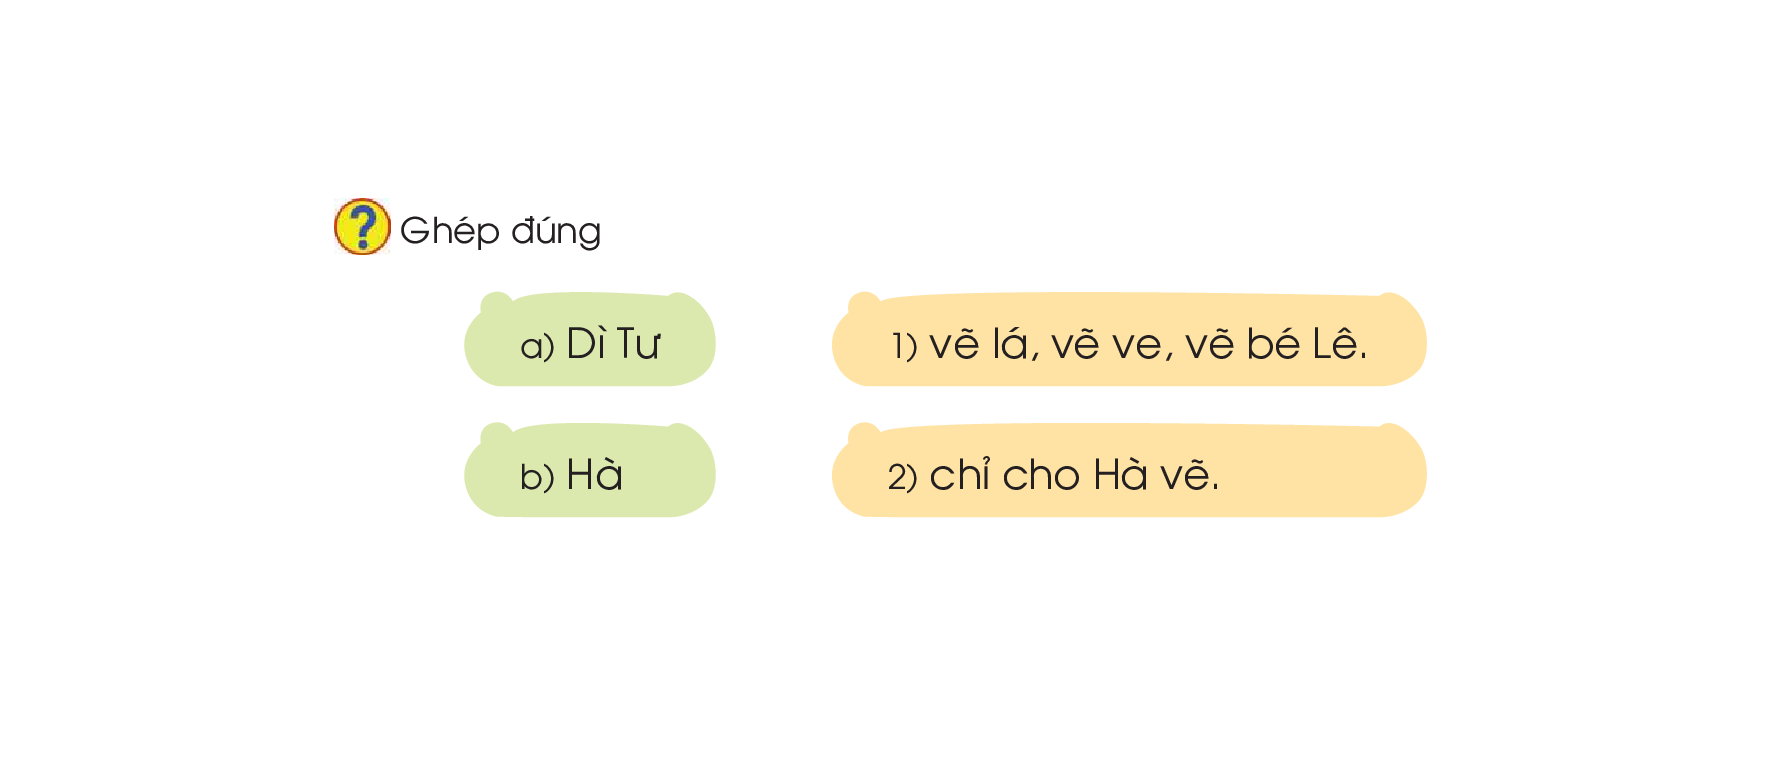 ? Ghép đúng
a) Dì Tư
1) vẽ lá, vẽ ve, vẽ bé Lê.
b) Hà
2) chỉ cho Hà vẽ.